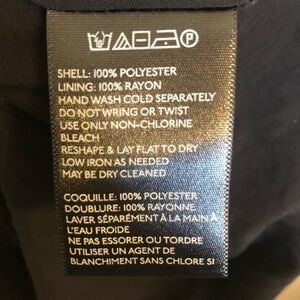 P
SHELL: 100% POLYESTER
LINING: 100% RAYON
HAND WASH COLD SEPARATELY
DO NOT WRING OR TWIST
USE ONLY NON-CHLORINE
BLEACH
RESHAPE & LAY FLAT TO DRY
LOW IRON AS NEEDED
MAY BE DRY CLEANED
COQUILLE: 100% POLYESTER
DOUBLURE: 100% RAYONNE
LAVER SÉPARÉMENT À LA MAIN À
L'EAU FROIDE
NE PAS ESSORER OU TORDRE
UTILISER UN AGENT DE
BLANCHIMENT SANS CHLORE SI